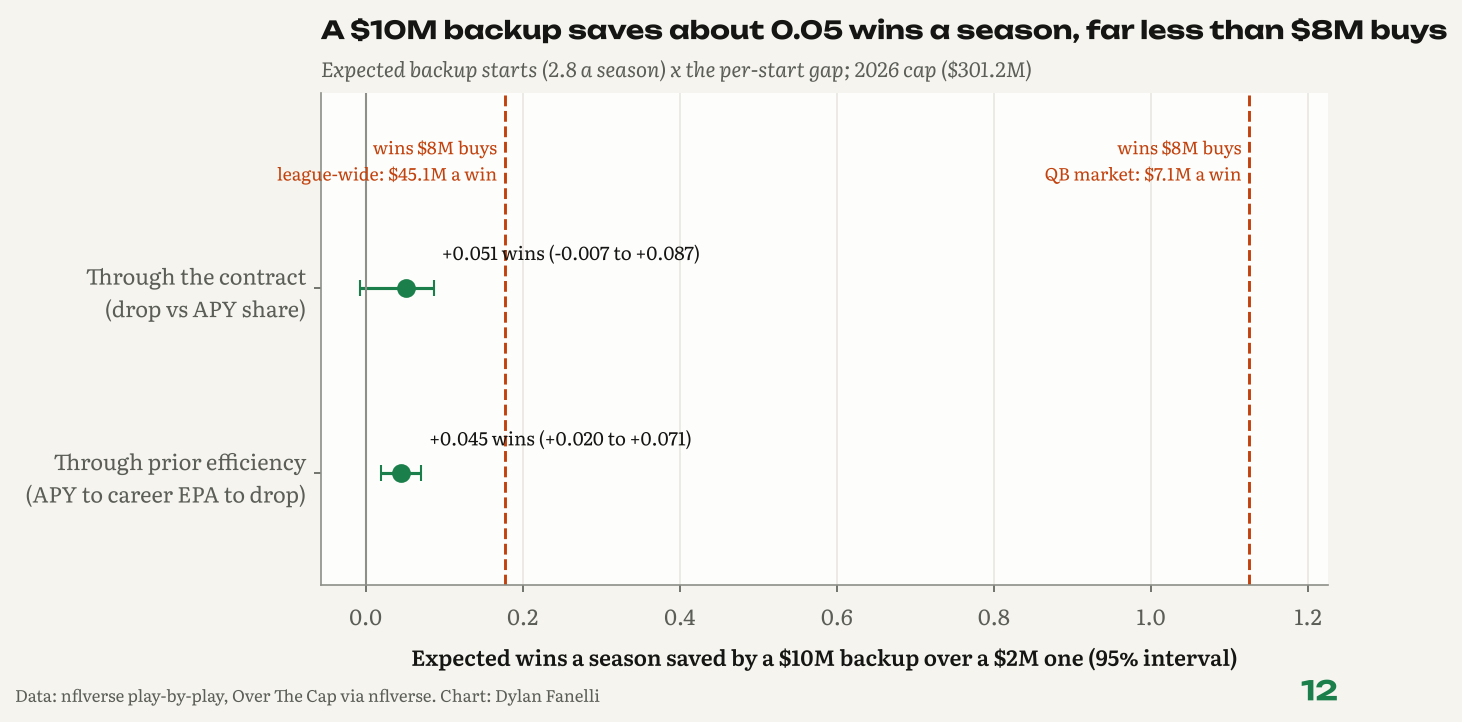 A $10M backup saves about 0.05 wins a season, far less than $8M buys
Expected backup starts (2.8 a season) x the per-start gap; 2026 cap ($301.2M)
wins $8M buys
league-wide: $45.1M a win
wins $8M buys
QB market: $7.1M a win
+0.051 wins (-0.007 to +0.087)
Through the contract
(drop vs APY share)
+0.045 wins (+0.020 to +0.071)
Through prior efficiency
(APY to career EPA to drop)
0.0 0.2 0.4 0.6 0.8 1.0 1.2
Expected wins a season saved by a $10M backup over a $2M one (95% interval)
Data: nflverse play-by-play, Over The Cap via nflverse. Chart: Dylan Fanelli
12